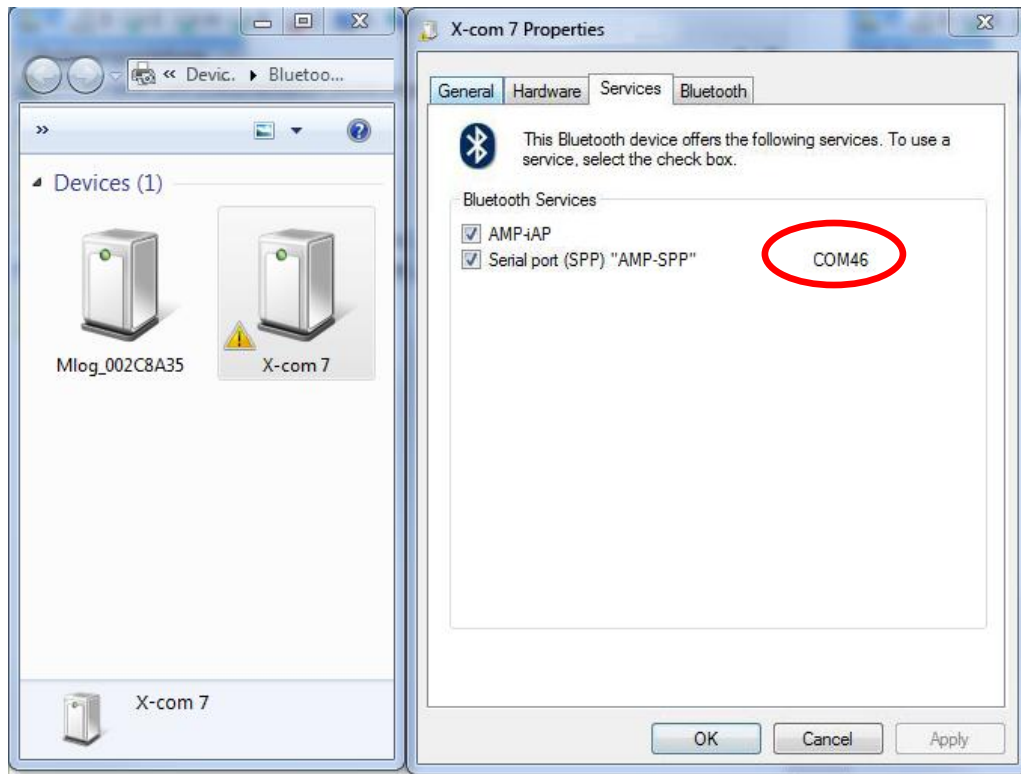 « Devic. ▸ Bluetoo...
»
Devices (1)
Mlog_002C8A35
X-com 7
X-com 7
X-com 7 Properties
General Hardware Services Bluetooth
This Bluetooth device offers the following services. To use a
service, select the check box.
Bluetooth Services
AMP-iAP
Serial port (SPP) "AMP-SPP" COM46
OK Cancel Apply